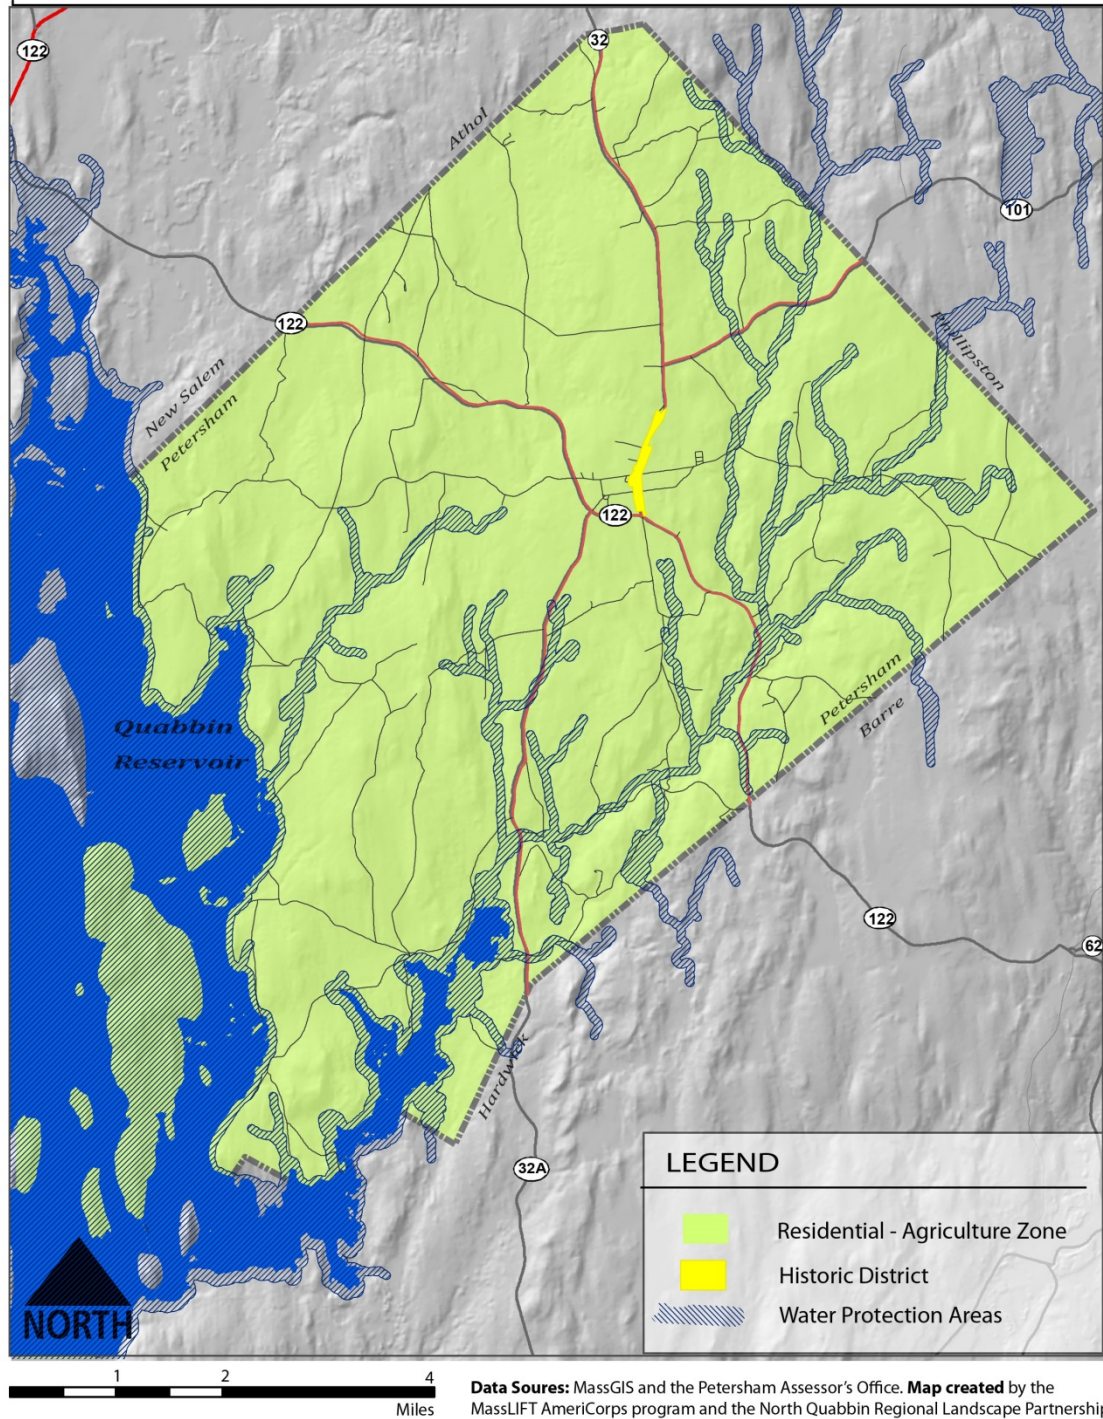 122
32
Athol
101
122
Phillipston
New Salem
Petersham
122
Petersham
Barre
Quabbin
Reservoir
122
62
Hardwick
32A
LEGEND
Residential - Agriculture Zone
Historic District
Water Protection Areas
NORTH
1 2 4
Miles
Data Soures: MassGIS and the Petersham Assessor's Office. Map created by the
MassLIFT AmeriCorps program and the North Quabbin Regional Landscape Partnership